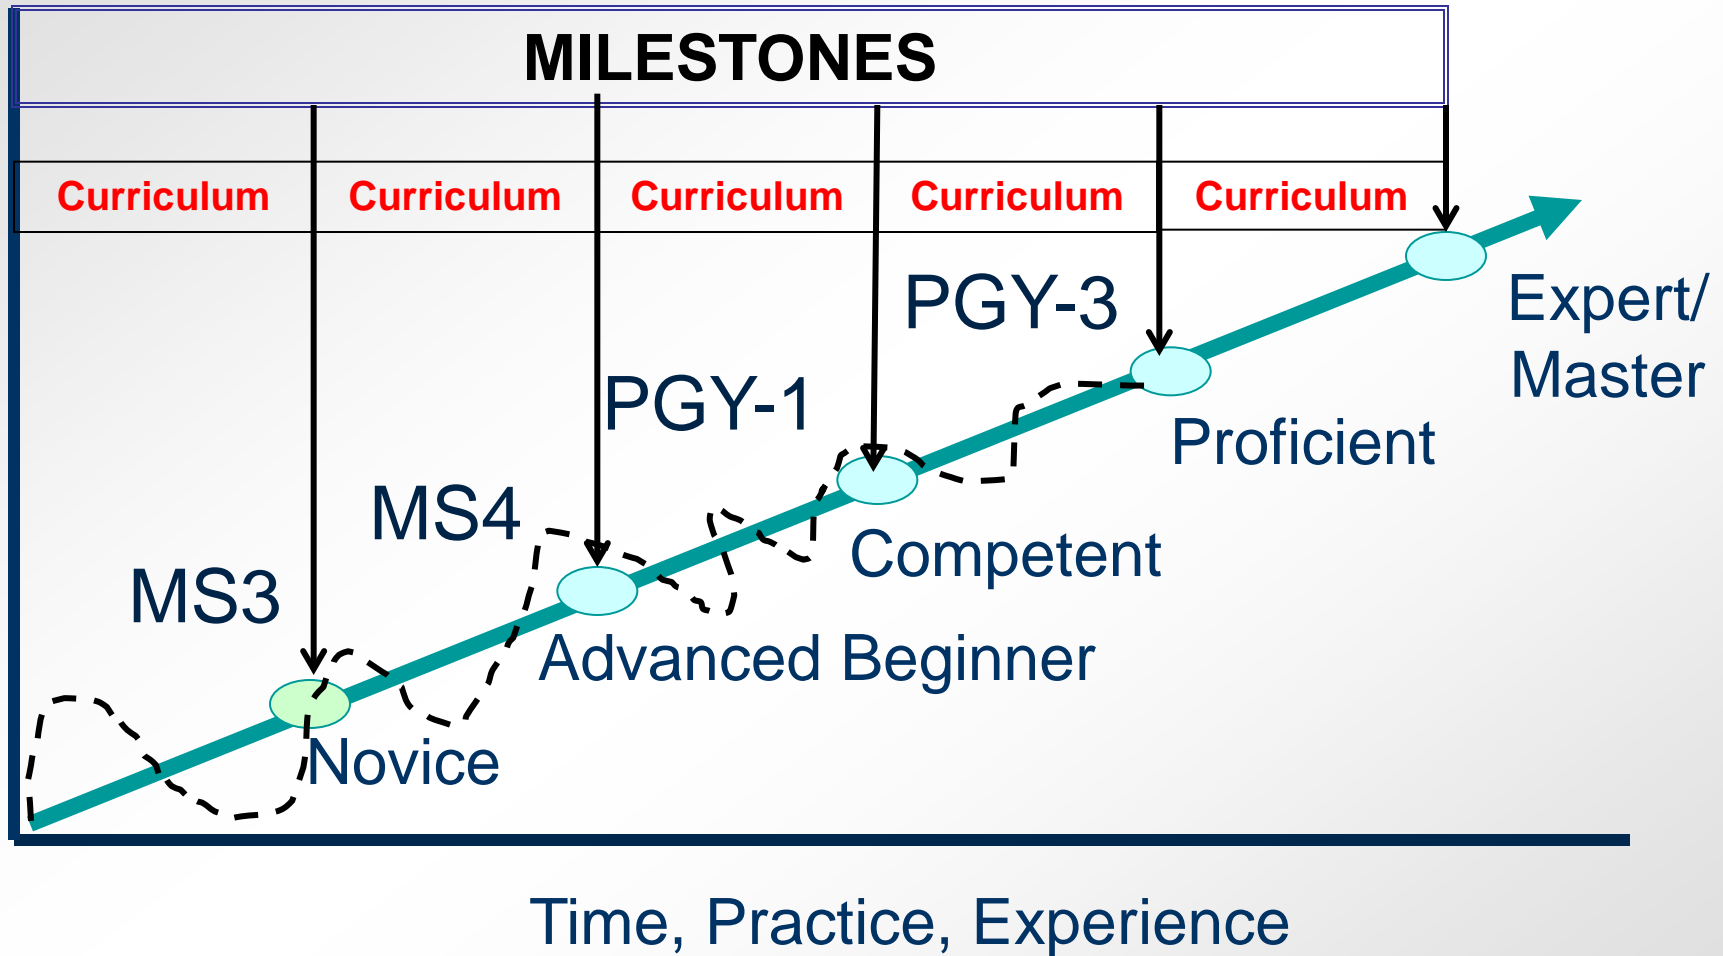 MILESTONES
Curriculum Curriculum Curriculum Curriculum Curriculum
PGY-3
Expert/
Master
PGY-1
Proficient
MS4
Competent
MS3
Advanced Beginner
Novice
Time, Practice, Experience